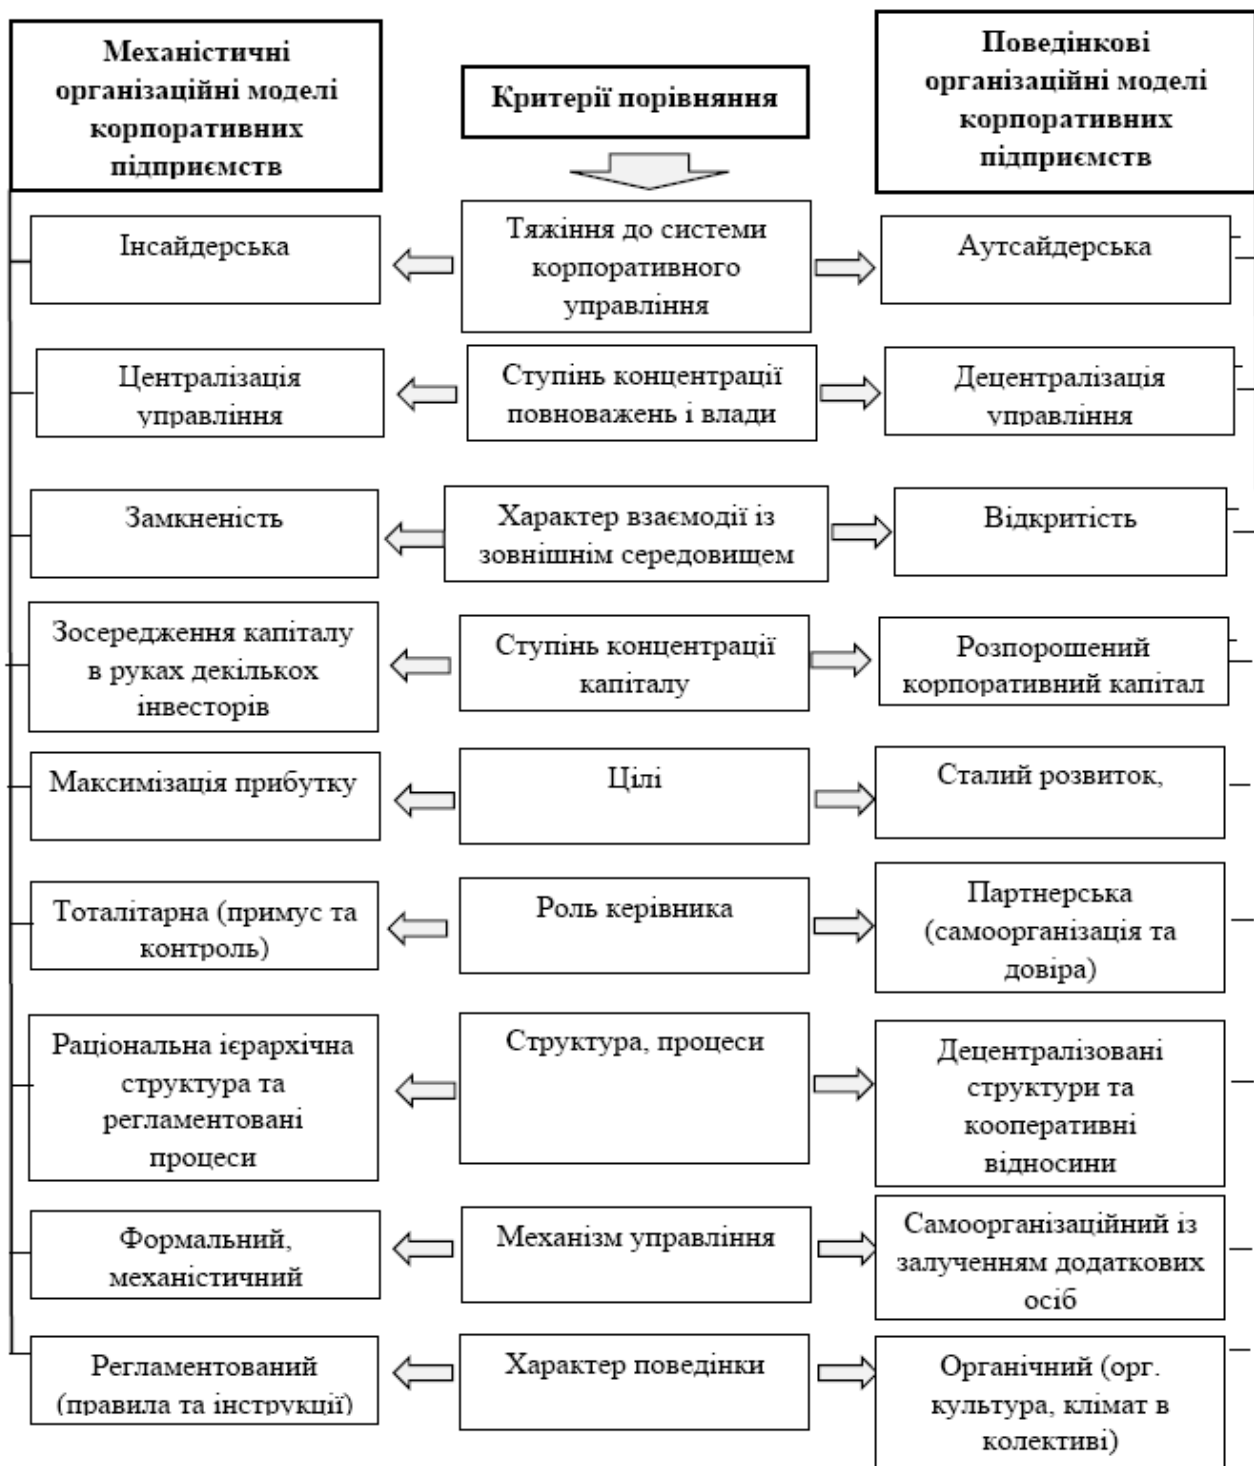 Механістичні
організаційні моделі
корпоративних
підприємств
Критерії порівняння
Поведінкові
організаційні моделі
корпоративних
підприємств
Інсайдерська
Тяжіння до системи
корпоративного
управління
Аутсайдерська
Централізація
управління
Ступінь концентрації
повноважень і влади
Децентралізація
управління
Замкненість
Характер взаємодії із
зовнішнім середовищем
Відкритість
Зосередження капіталу
в руках декількох
інвесторів
Ступінь концентрації
капіталу
Розпорошений
корпоративний капітал
Максимізація прибутку
Цілі
Сталий розвиток,
Тоталітарна (примус та
контроль)
Роль керівника
Партнерська
(самоорганізація та
довіра)
Раціональна ієрархічна
структура та
регламентовані
процеси
Структура, процеси
Децентралізовані
структури та
кооперативні
відносини
Формальний,
механістичний
Механізм управління
Самоорганізаційний із
залученням додаткових
осіб
Регламентований
(правила та інструкції)
Характер поведінки
Органічний (орг.
культура, клімат в
колективі)